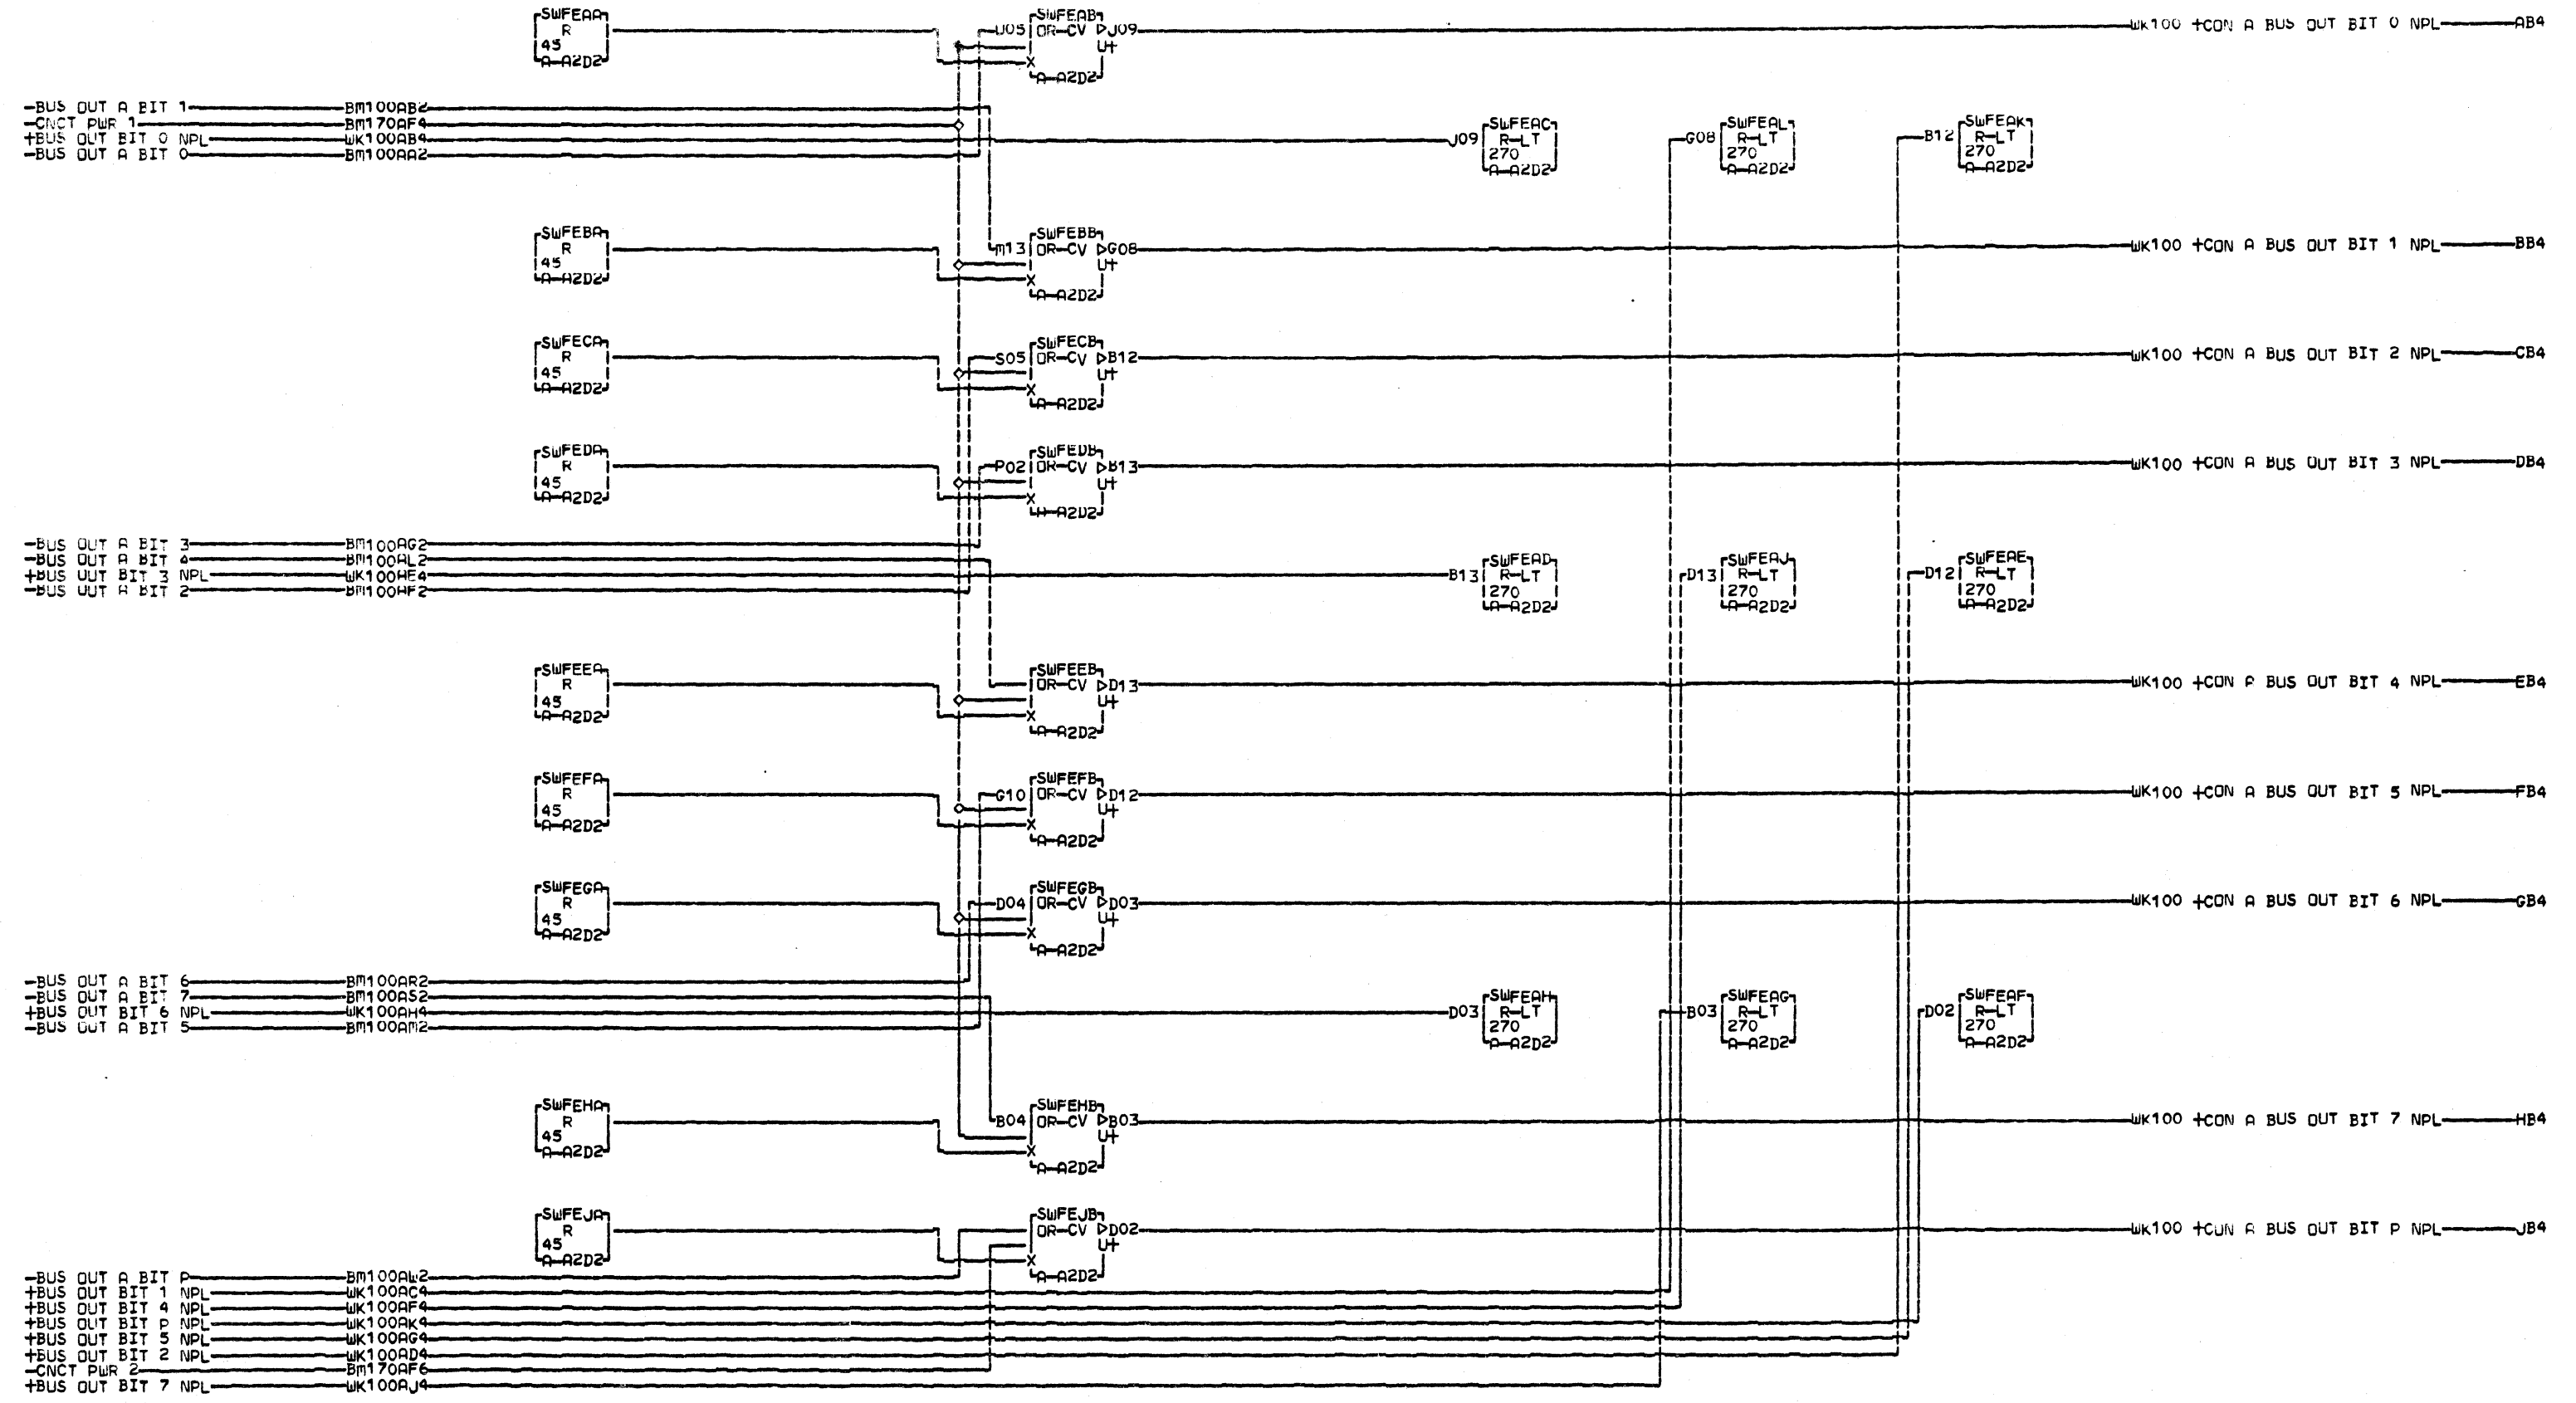 SWFEAA SWFEAB
R J05 OR-CV J09 WK100 +CON A BUS OUT BIT 0 NPL AB4
45 U+
A-A2D2 X
A-A2D2
-BUS OUT A BIT 1 BM100AB2
-CNCT PWR 1 BM170AF4 SWFEAC SWFEAL SWFEAK
+BUS OUT BIT 0 NPL WK100AB4 J09 R-LT G08 R-LT B12 R-LT
-BUS OUT A BIT 0 BM100AA2 270 270 270
A-A2D2 A-A2D2 A-A2D2
SWFEBA SWFEBB
R M13 OR-CV G08 WK100 +CON A BUS OUT BIT 1 NPL BB4
45 U+
A-A2D2 X
A-A2D2
SWFECA SWFECB
R S05 OR-CV B12 WK100 +CON A BUS OUT BIT 2 NPL CB4
45 U+
A-A2D2 X
A-A2D2
SWFEDA SWFEDB
R P02 OR-CV B13 WK100 +CON A BUS OUT BIT 3 NPL DB4
45 U+
A-A2D2 X
A-A2D2
-BUS OUT A BIT 3 BM100AG2
-BUS OUT A BIT 4 BM100AL2 SWFEAD SWFEAJ SWFEAE
+BUS OUT BIT 3 NPL WK100AE4 B13 R-LT D13 R-LT D12 R-LT
-BUS OUT A BIT 2 BM100AF2 270 270 270
A-A2D2 A-A2D2 A-A2D2
SWFEEA SWFEEB
R OR-CV D13 WK100 +CON A BUS OUT BIT 4 NPL EB4
45 U+
A-A2D2 X
A-A2D2
SWFEFA SWFEFB
R G10 OR-CV D12 WK100 +CON A BUS OUT BIT 5 NPL FB4
45 U+
A-A2D2 X
A-A2D2
SWFEGA SWFEGB
R D04 OR-CV D03 WK100 +CON A BUS OUT BIT 6 NPL GB4
45 U+
A-A2D2 X
A-A2D2
-BUS OUT A BIT 6 BM100AR2
-BUS OUT A BIT 7 BM100AS2 SWFEAH SWFEAG SWFEAF
+BUS OUT BIT 6 NPL WK100AH4 D03 R-LT B03 R-LT D02 R-LT
-BUS OUT A BIT 5 BM100AM2 270 270 270
A-A2D2 A-A2D2 A-A2D2
SWFEHA SWFEHB
R B04 OR-CV B03 WK100 +CON A BUS OUT BIT 7 NPL HB4
45 U+
A-A2D2 X
A-A2D2
SWFEJA SWFEJB
R OR-CV D02 WK100 +CON A BUS OUT BIT P NPL JB4
45 U+
A-A2D2 X
-BUS OUT A BIT P BM100AW2 A-A2D2
+BUS OUT BIT 1 NPL WK100AC4
+BUS OUT BIT 4 NPL WK100AF4
+BUS OUT BIT P NPL WK100AK4
+BUS OUT BIT 5 NPL WK100AG4
+BUS OUT BIT 2 NPL WK100AD4
-CNCT PWR 2 BM170AF6
+BUS OUT BIT 7 NPL WK100AJ4